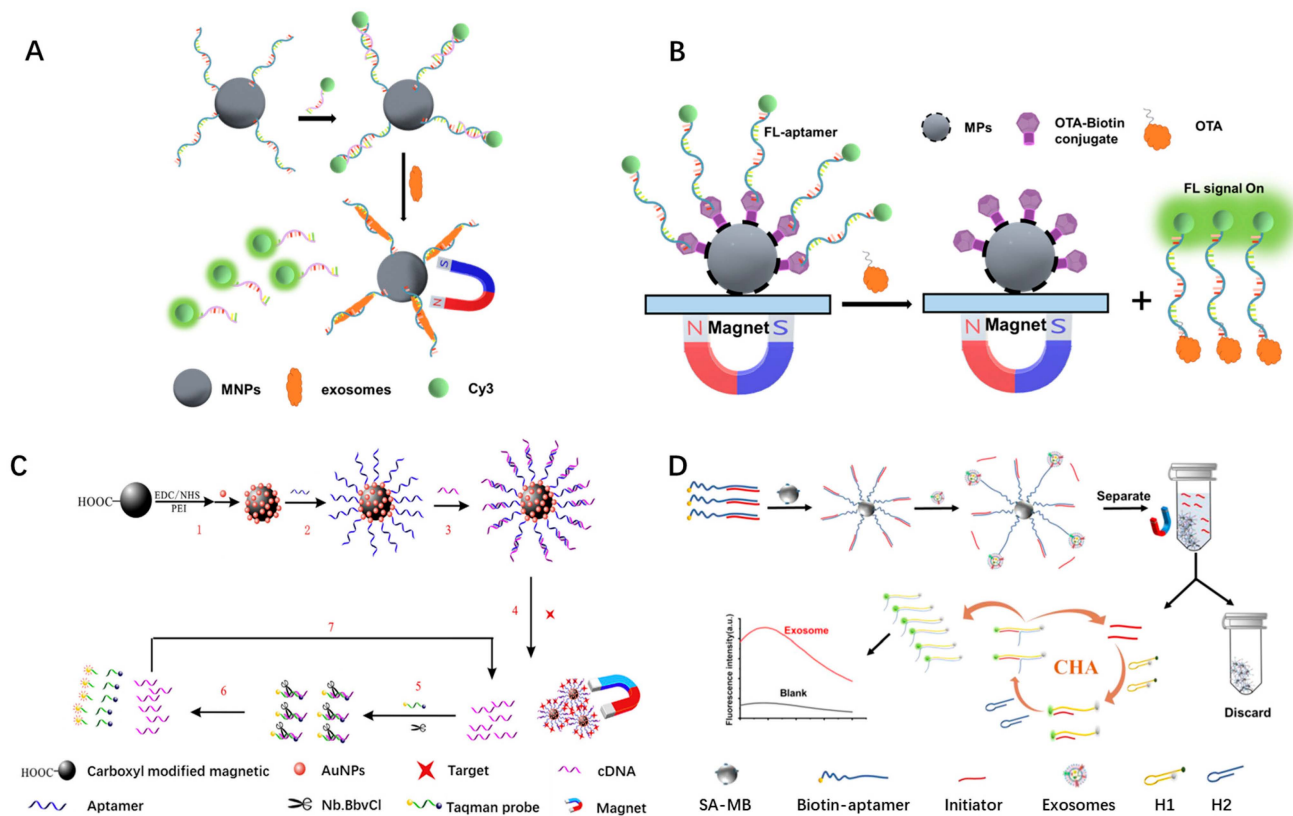 A
S
N
MNPs
exosomes
Cy3
B
FL-aptamer
MPs
OTA-Biotin
conjugate
OTA
FL signal On
N Magnet S
+
N Magnet S
C
HOOC
EDC/NHS
PEI
1
2
3
4
7
6
5
HOOC Carboxyl modified magnetic
AuNPs
Target
cDNA
Aptamer
Nb.BbvCl
Taqman probe
Magnet
D
Separate
Fluorescence intensity(a.u.)
Exosome
Blank
CHA
Discard
SA-MB
Biotin-aptamer
Initiator
Exosomes
H1
H2